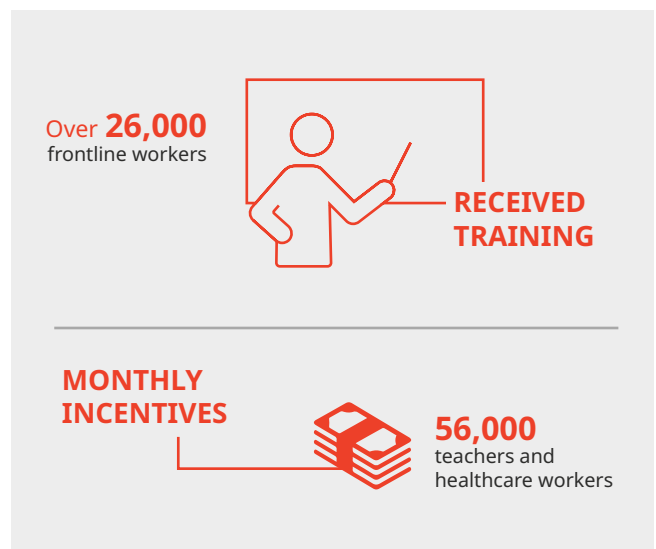 Over 26,000
frontline workers
RECEIVED
TRAINING
MONTHLY
INCENTIVES
56,000
teachers and
healthcare workers